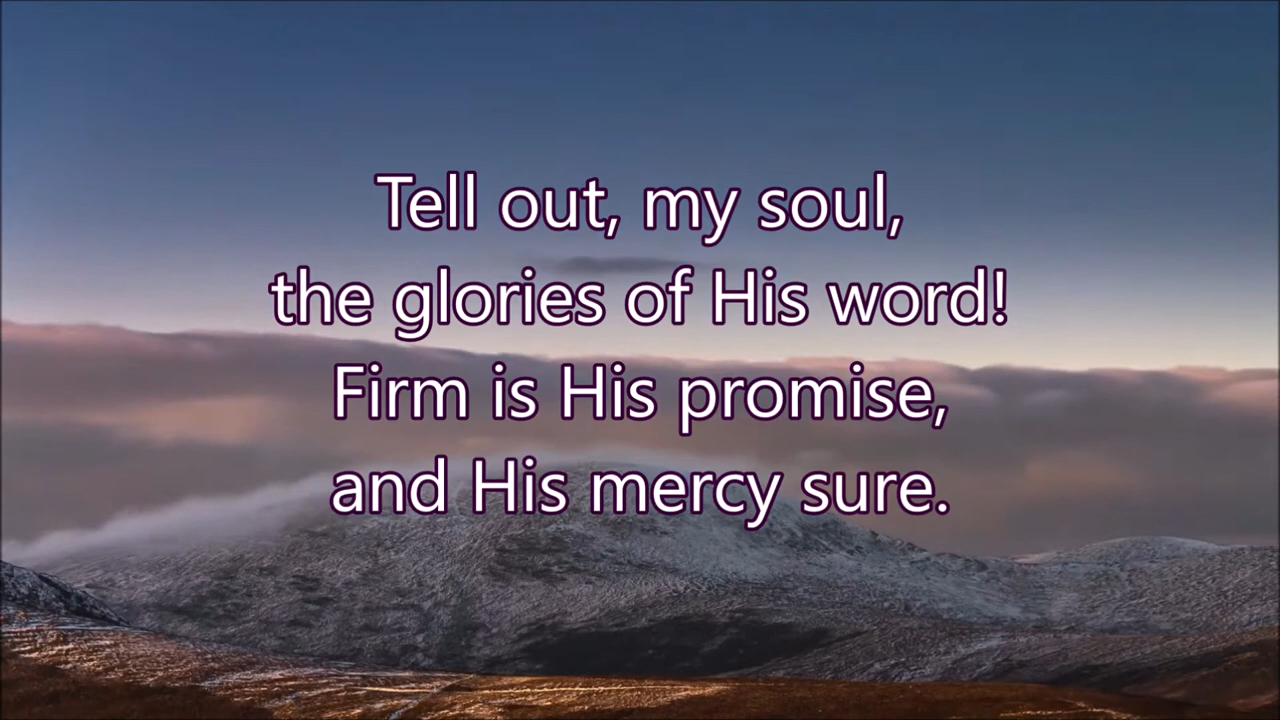 Tell out, my soul,
the glories of His word!
Firm is His promise,
and His mercy sure.